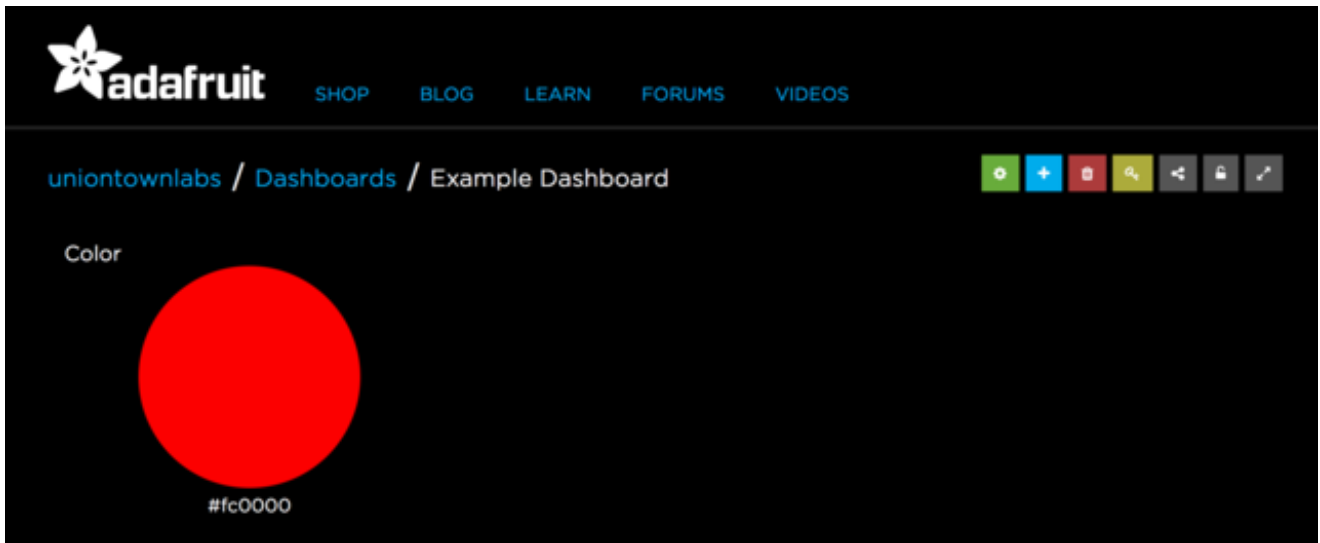 adafruit
SHOP BLOG LEARN FORUMS VIDEOS
uniontownlabs / Dashboards / Example Dashboard
Color
#fc0000